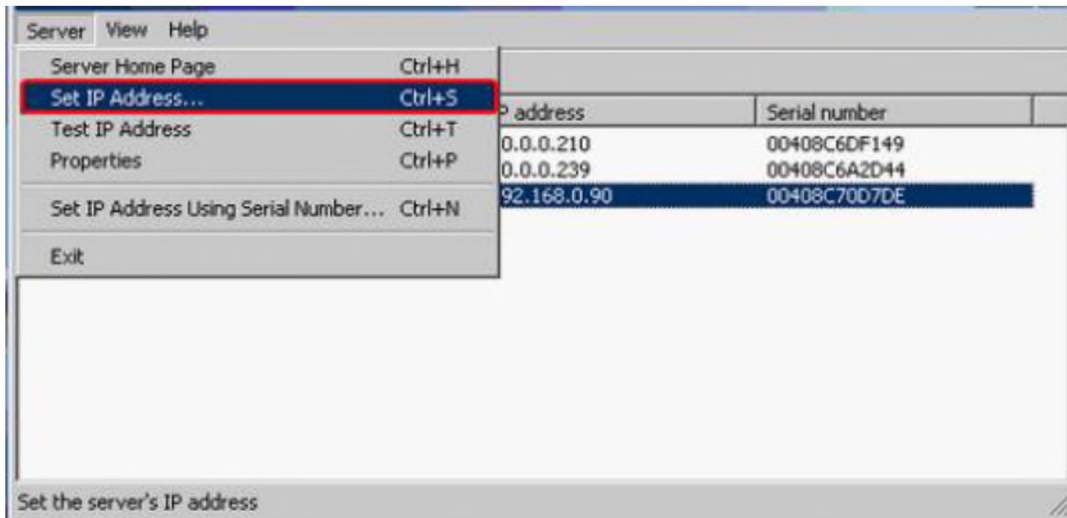 Server View Help
Server Home Page Ctrl+H
Set IP Address... Ctrl+S
Test IP Address Ctrl+T
Properties Ctrl+P
Set IP Address Using Serial Number... Ctrl+N
Exit
P address Serial number
0.0.0.210 00408C6DF149
0.0.0.239 00408C6A2D44
92.168.0.90 00408C70D7DE
Set the server's IP address